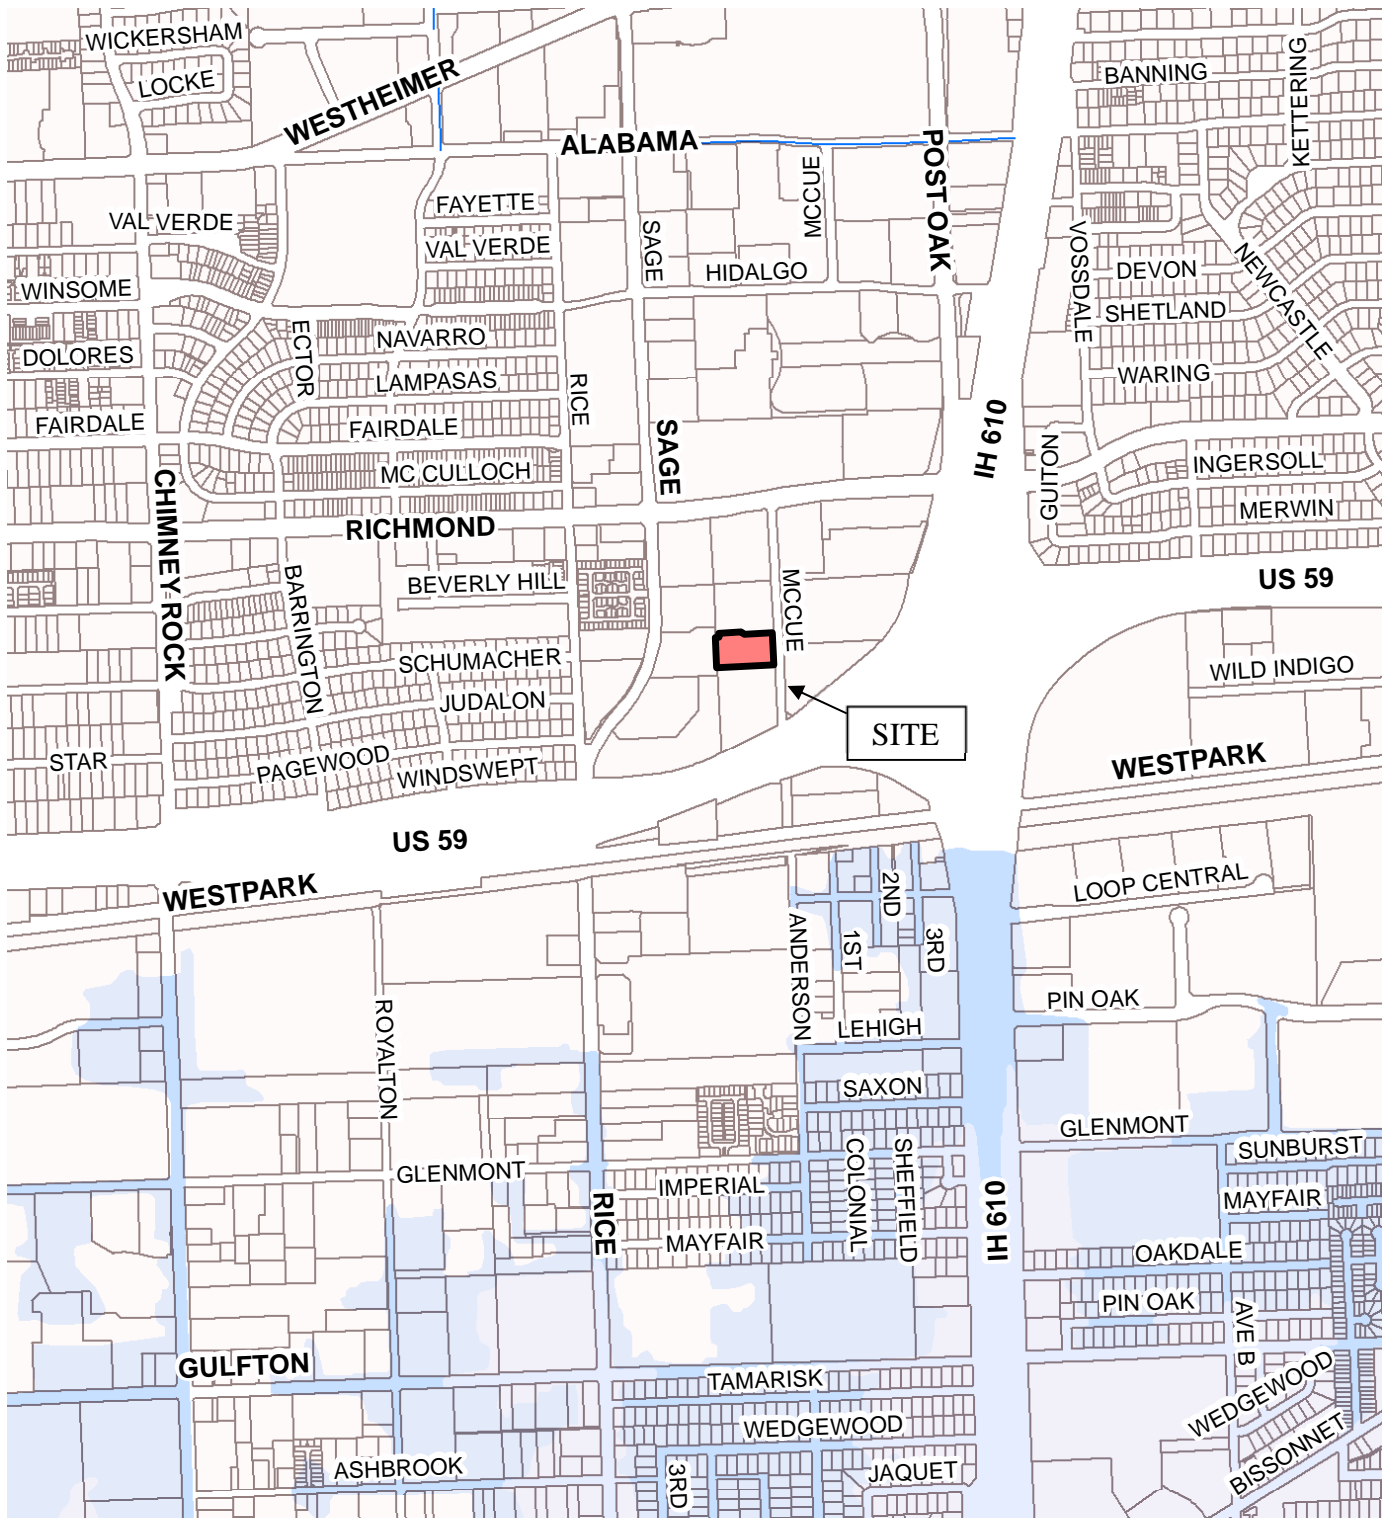 WICKERSHAM
LOCKE
WESTHEIMER
ALABAMA
MCCUE
POST OAK
BANNING
KETTERING
VAL VERDE
FAYETTE
VAL VERDE
SAGE
HIDALGO
VOSSDALE
DEVON
NEWCASTLE
WINSOME
SHETLAND
DOLORES
ECTOR
NAVARRO
LAMPASAS
RICE
WARING
FAIRDALE
FAIRDALE
SAGE
IH 610
GUITON
MC CULLOCH
INGERSOLL
CHIMNEY ROCK
RICHMOND
MERWIN
BARRINGTON
BEVERLY HILL
MCCUE
US 59
SCHUMACHER
WILD INDIGO
JUDALON
SITE
STAR
PAGEWOOD
WINDSWEPT
WESTPARK
US 59
WESTPARK
2ND
LOOP CENTRAL
ANDERSON
1ST
3RD
ROYALTON
PIN OAK
LEHIGH
SAXON
GLENMONT
GLENMONT
IMPERIAL
COLONIAL
SHEFFIELD
SUNBURST
RICE
MAYFAIR
IH 610
MAYFAIR
OAKDALE
PIN OAK
AVE B
GULFTON
TAMARISK
WEDGEWOOD
WEDGEWOOD
BISSONNET
ASHBROOK
3RD
JAQUET